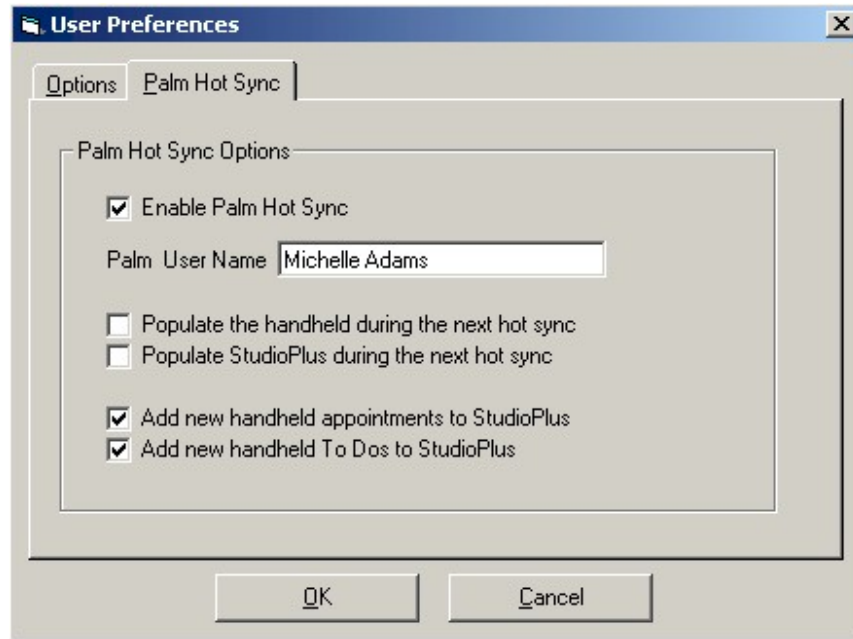 User Preferences
Options
Palm Hot Sync
Palm Hot Sync Options
Enable Palm Hot Sync
Palm User Name Michelle Adams
Populate the handheld during the next hot sync
Populate StudioPlus during the next hot sync
Add new handheld appointments to StudioPlus
Add new handheld To Dos to StudioPlus
OK
Cancel